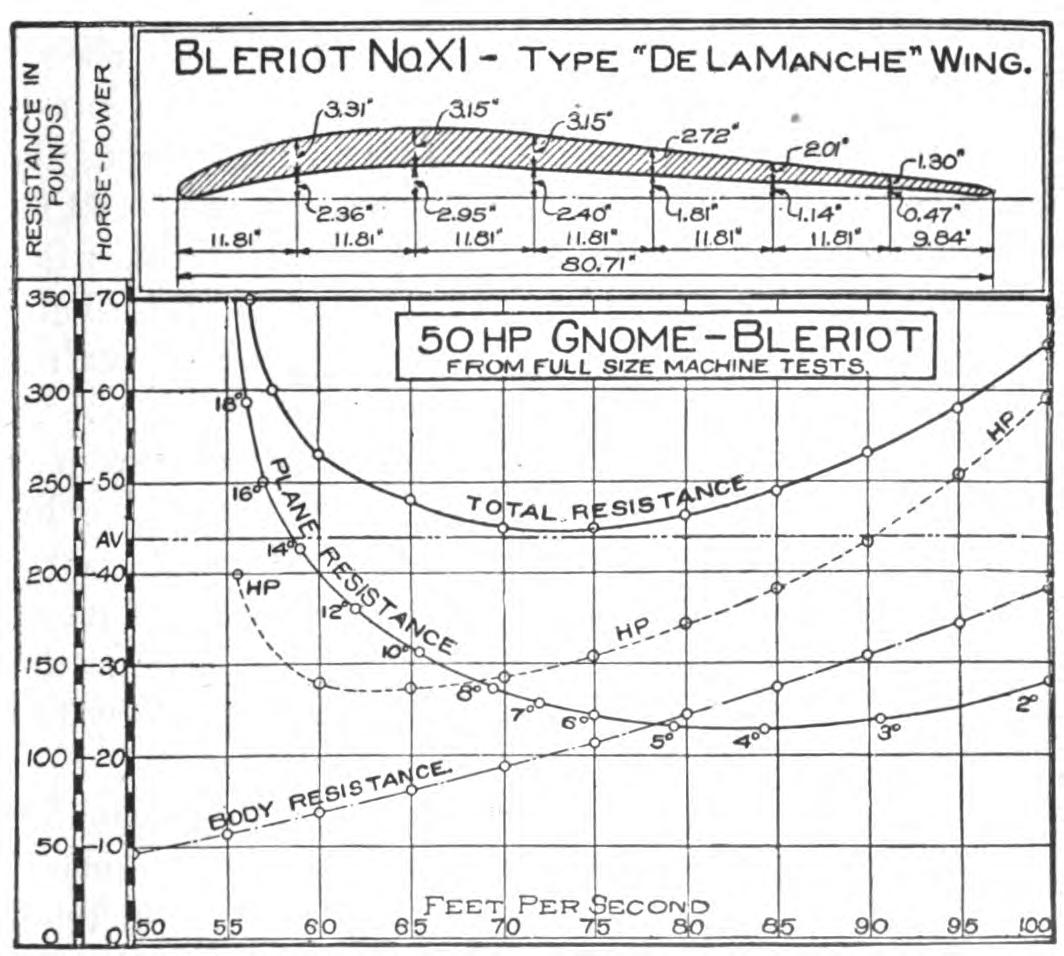 BLERIOT No XI - TYPE "DE LA MANCHE" WING.
RESISTANCE IN POUNDS
HORSE-POWER
3.31" 3.15" 3.15" 2.72" 2.01" 1.30"
2.36" 2.95" 2.40" 1.81" 1.14" 0.47"
11.81" 11.81" 11.81" 11.81" 11.81" 11.81" 9.84"
80.71"
350 70
50 HP GNOME-BLERIOT
FROM FULL SIZE MACHINE TESTS.
300 60
18°
HP
250 50
16°
PLANE RESISTANCE
TOTAL RESISTANCE
AV
14°
200 40
HP
12°
HP
10°
150 30
8°
7°
6°
5°
4°
3°
2°
100 20
BODY RESISTANCE.
50 10
FEET PER SECOND
0 0 50 55 60 65 70 75 80 85 90 95 100